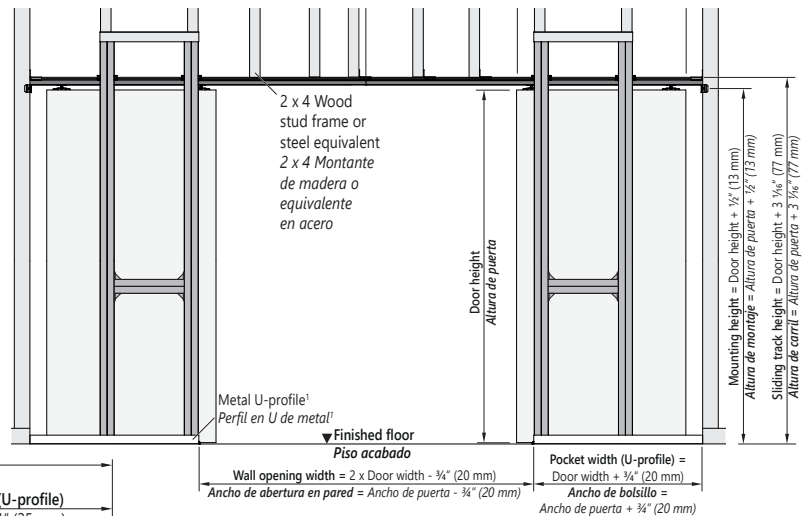 2 x 4 Wood
stud frame or
steel equivalent
2 x 4 Montante
de madera o
equivalente
en acero
Door height
Altura de puerta
Mounting height = Door height + ½“ (13 mm)
Altura de montaje = Altura de puerta + ½“ (13 mm)
Sliding track height = Door height + 3 ¹⁄₁₆“ (77 mm)
Altura de carril = Altura de puerta + 3 ¹⁄₁₆“ (77 mm)
Metal U-profile¹
Perfil en U de metal¹
Finished floor
Piso acabado
Wall opening width = 2 x Door width - ¾“ (20 mm)
Ancho de abertura en pared = Ancho de puerta - ¾“ (20 mm)
Pocket width (U-profile) =
Door width + ¾“ (20 mm)
Ancho de bolsillo =
Ancho de puerta + ¾“ (20 mm)
(U-profile)